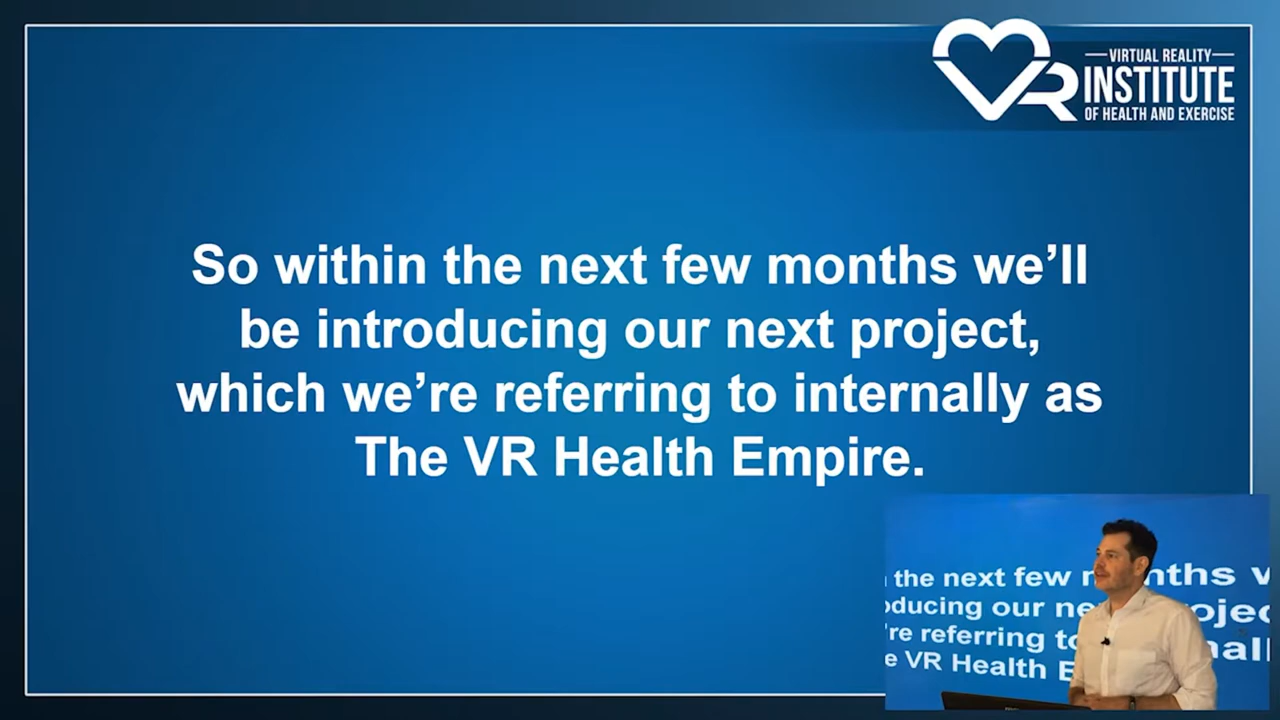 VIRTUAL REALITY
VR INSTITUTE
OF HEALTH AND EXERCISE
So within the next few months we’ll
be introducing our next project,
which we’re referring to internally as
The VR Health Empire.
the next few nths
our
re referring to
VR Health